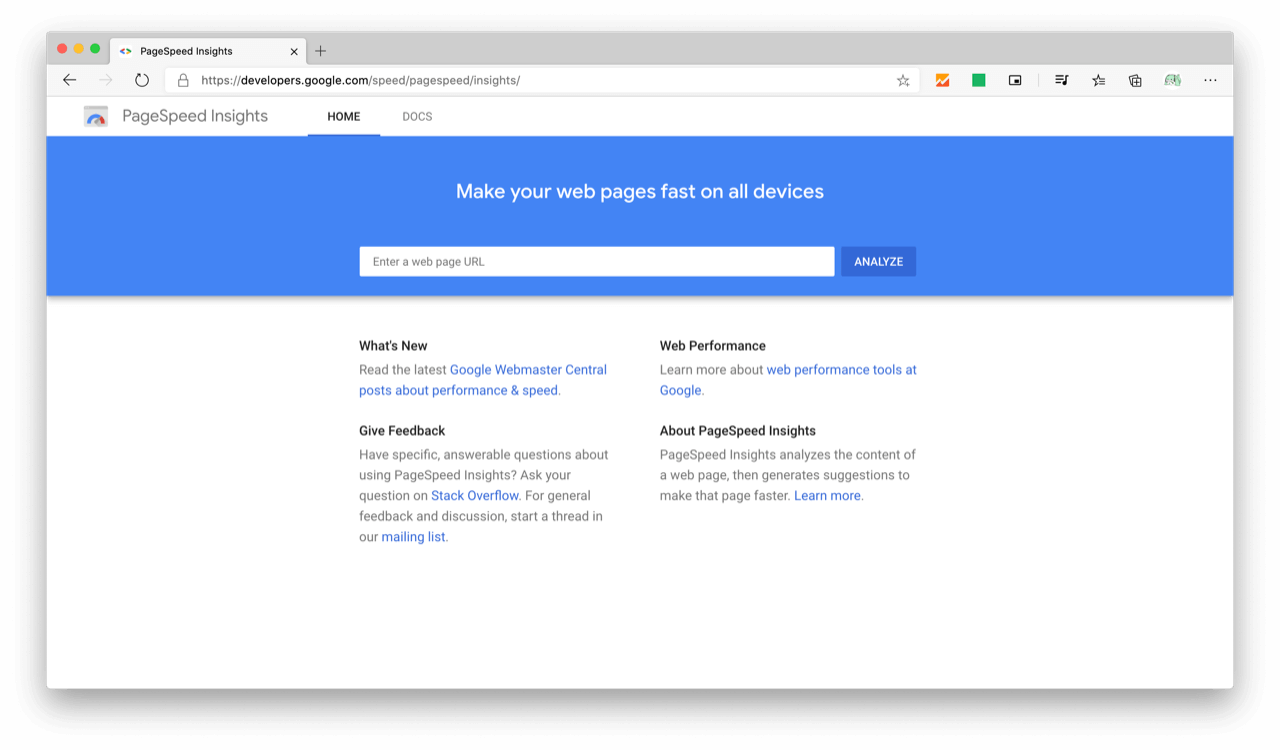 PageSpeed Insights
https://developers.google.com/speed/pagespeed/insights/
PageSpeed Insights
HOME
DOCS
Make your web pages fast on all devices
Enter a web page URL
ANALYZE
What's New
Read the latest Google Webmaster Central
posts about performance & speed.
Give Feedback
Have specific, answerable questions about
using PageSpeed Insights? Ask your
question on Stack Overflow. For general
feedback and discussion, start a thread in
our mailing list.
Web Performance
Learn more about web performance tools at
Google.
About PageSpeed Insights
PageSpeed Insights analyzes the content of
a web page, then generates suggestions to
make that page faster. Learn more.